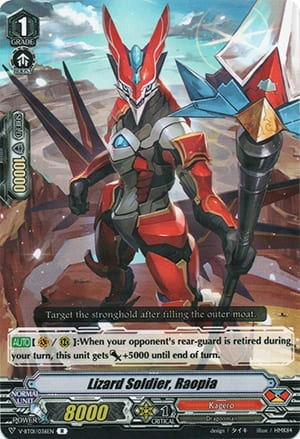 1
GRADE
BOOST
SHIELD
10000
Target the stronghold after filling the outer moat.
AUTO [ / ]:When your opponent's rear-guard is retired during
your turn, this unit gets +5000 until end of turn.
Lizard Soldier, Raopia
NORMAL
UNIT
POWER
8000
1
CRITICAL
Kagero
Dragonman
V-BT01/036EN R
design / タイキ illust / HMK84